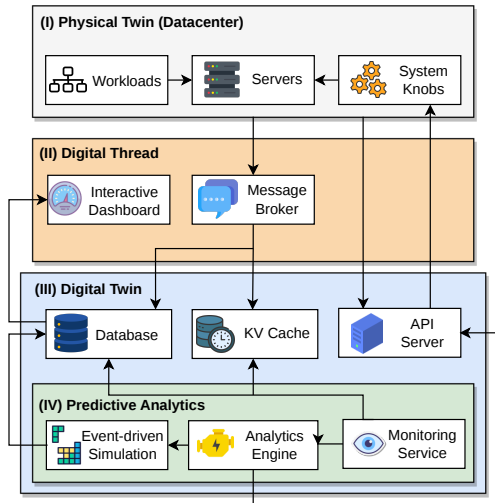 (I) Physical Twin (Datacenter)
Workloads
Servers
System
Knobs
(II) Digital Thread
Interactive
Dashboard
Message
Broker
(III) Digital Twin
Database
KV Cache
API
Server
(IV) Predictive Analytics
Event-driven
Simulation
Analytics
Engine
Monitoring
Service